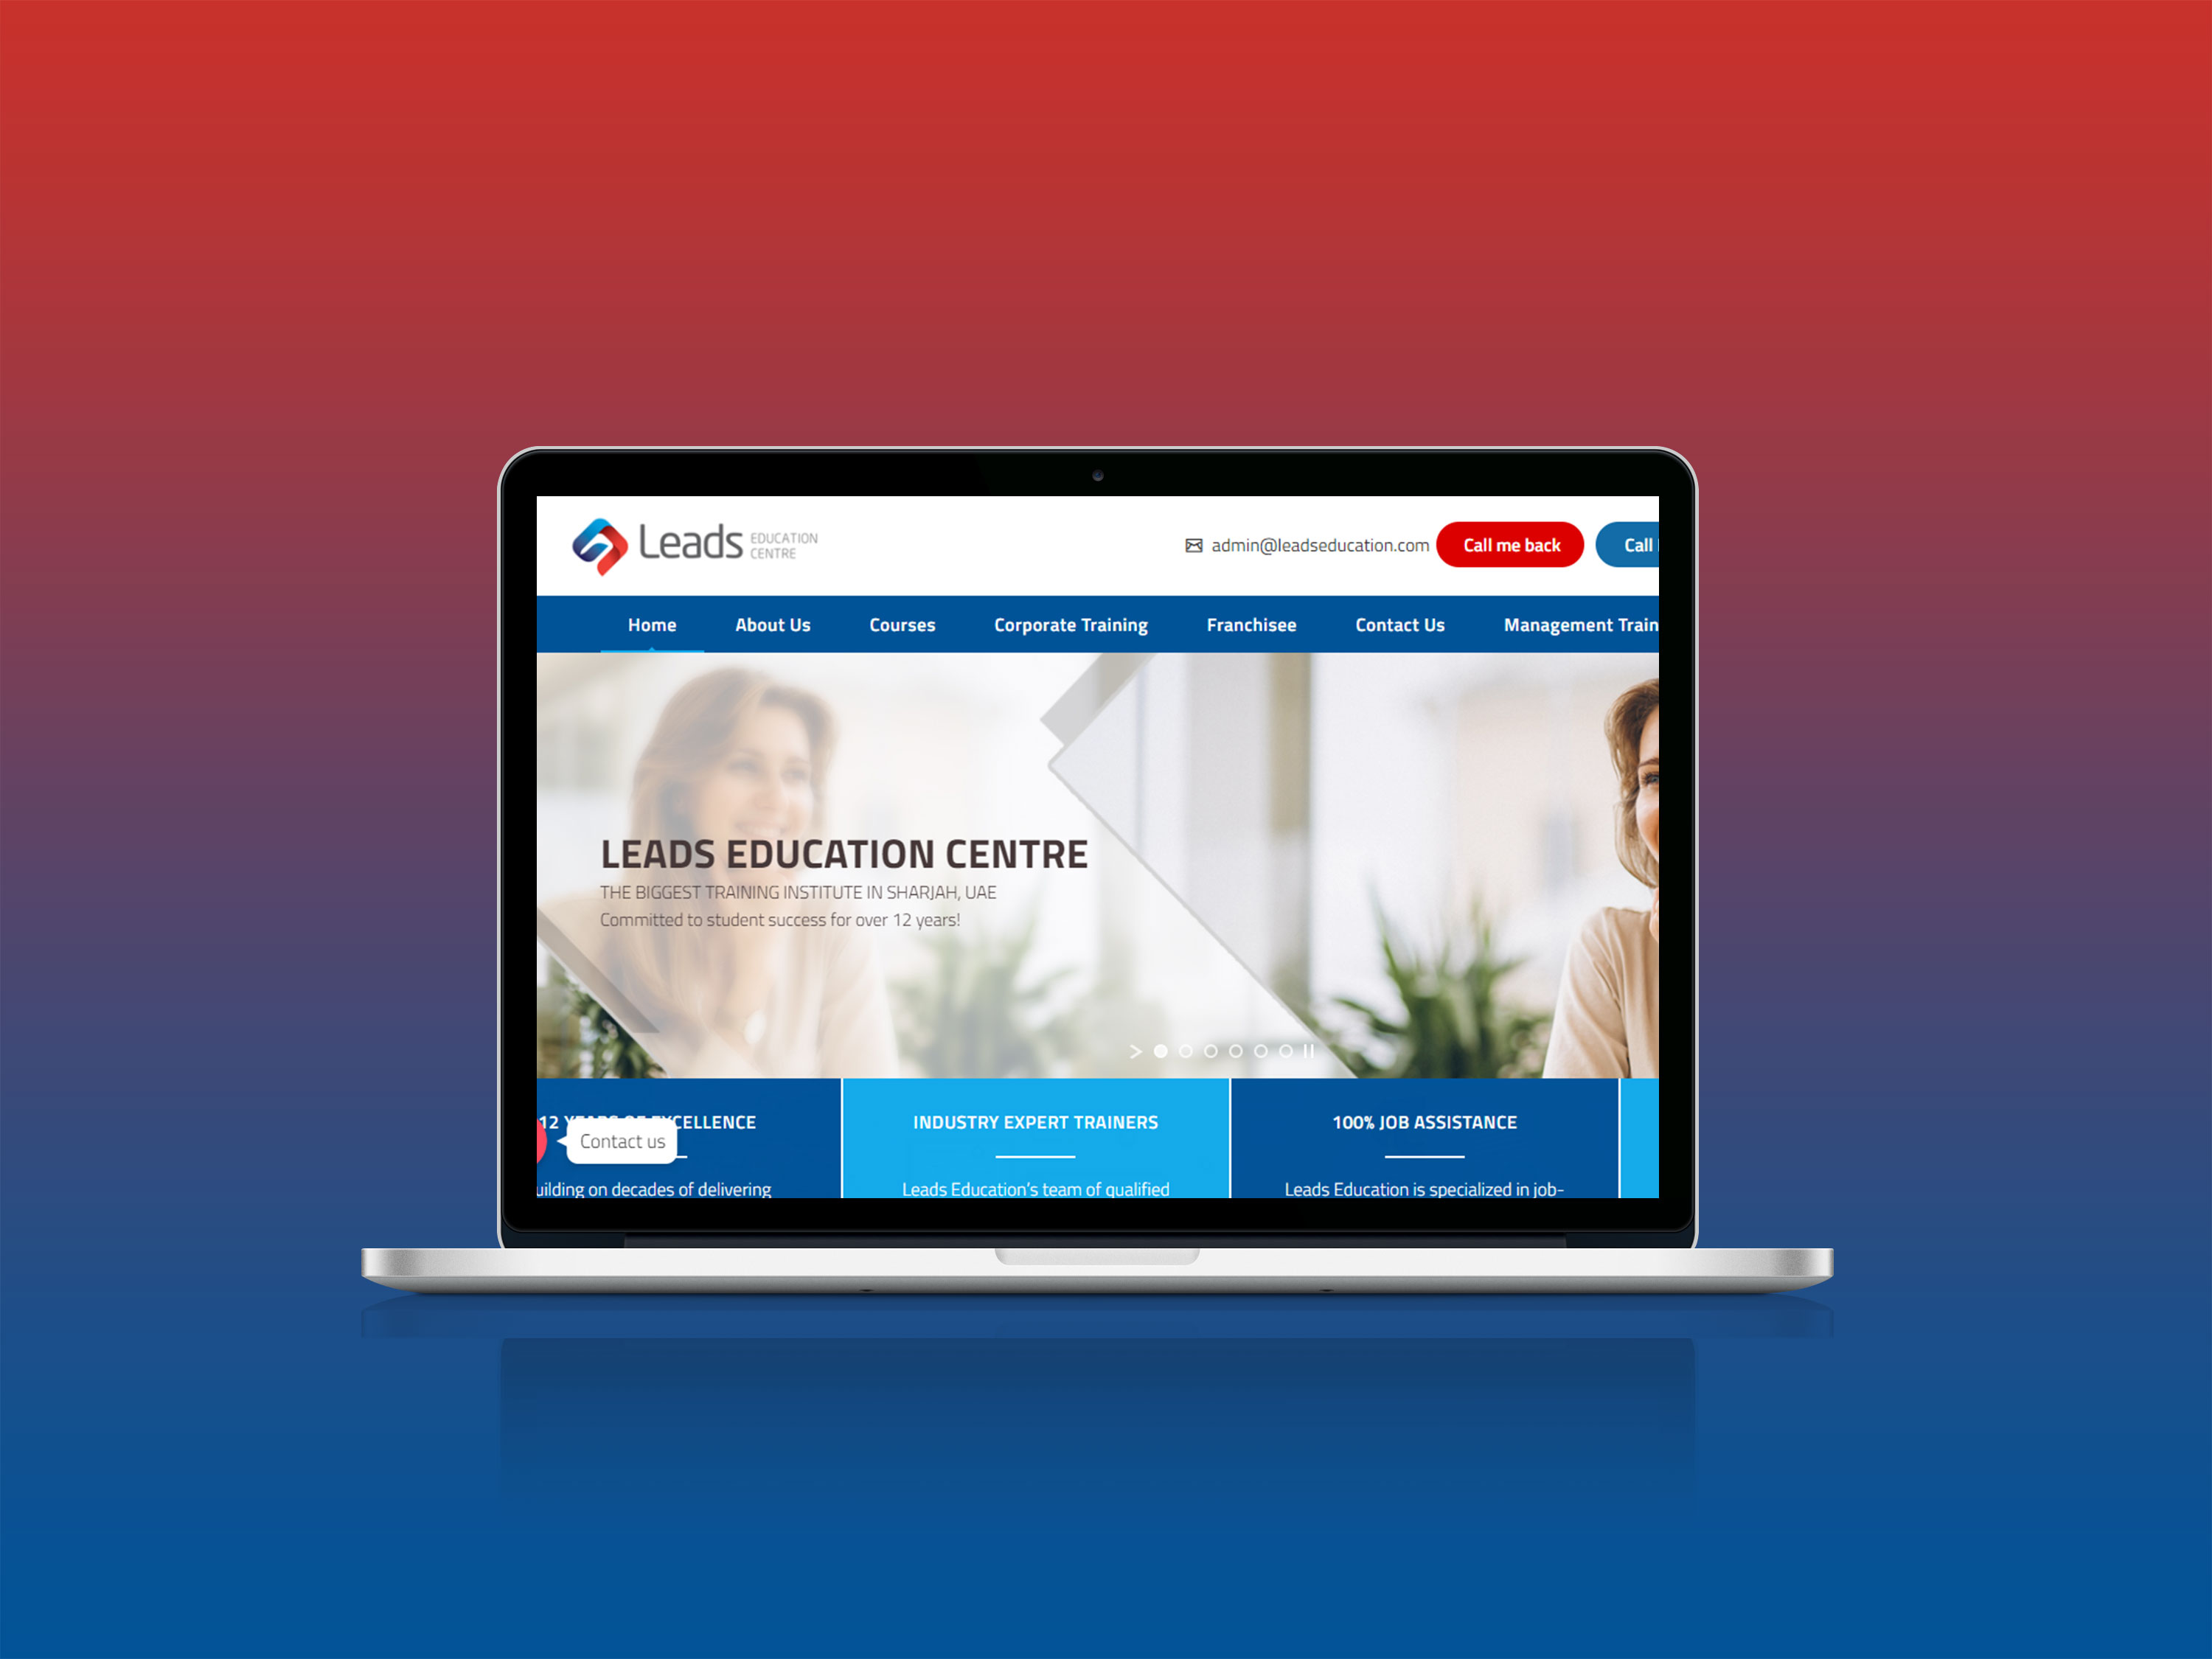 Leads EDUCATION
CENTRE
admin@leadseducation.com Call me back Call
Home About Us Courses Corporate Training Franchisee Contact Us Management Train
LEADS EDUCATION CENTRE
THE BIGGEST TRAINING INSTITUTE IN SHARJAH, UAE
Committed to student success for over 12 years!
12 YEARS OF EXCELLENCE INDUSTRY EXPERT TRAINERS 100% JOB ASSISTANCE
Contact us
uilding on decades of delivering Leads Education's team of qualified Leads Education is specialized in job-